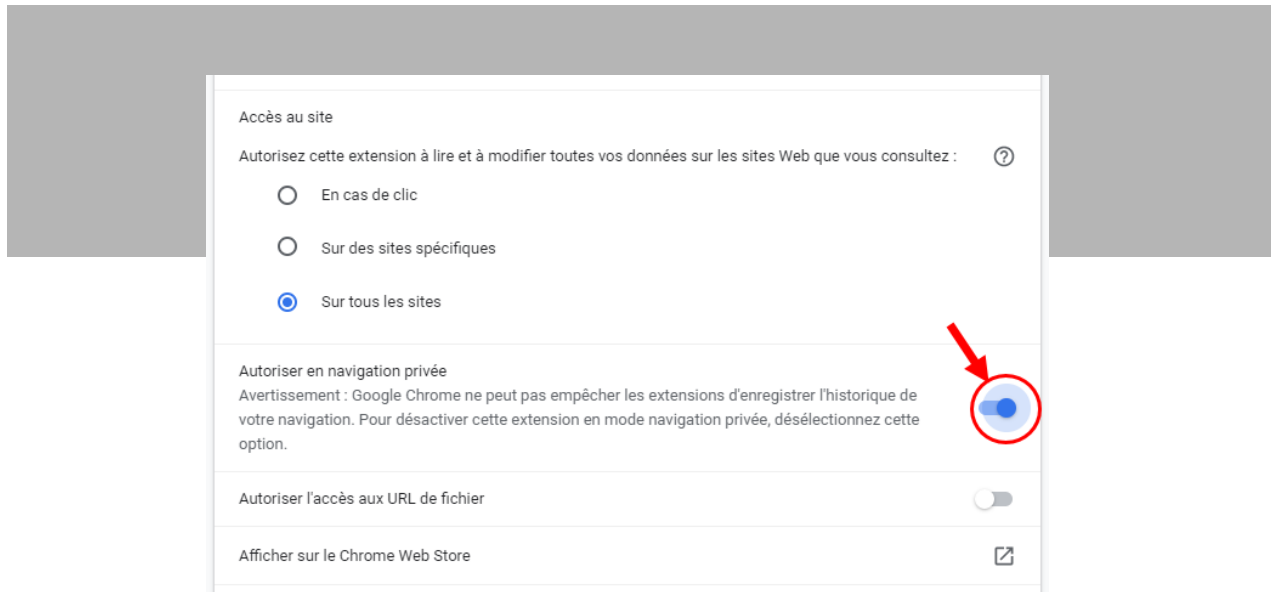 Accès au site
Autorisez cette extension à lire et à modifier toutes vos données sur les sites Web que vous consultez :
En cas de clic
Sur des sites spécifiques
Sur tous les sites
Autoriser en navigation privée
Avertissement : Google Chrome ne peut pas empêcher les extensions d'enregistrer l'historique de
votre navigation. Pour désactiver cette extension en mode navigation privée, désélectionnez cette
option.
Autoriser l'accès aux URL de fichier
Afficher sur le Chrome Web Store